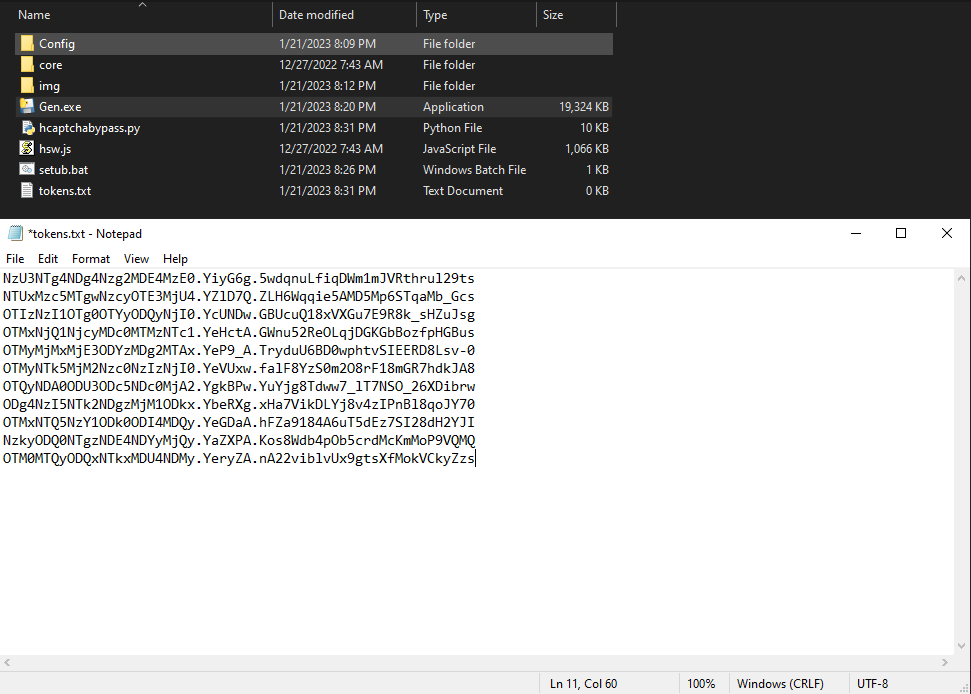 Name Date modified Type Size
Config 1/21/2023 8:09 PM File folder
core 12/27/2022 7:43 AM File folder
img 1/21/2023 8:12 PM File folder
Gen.exe 1/21/2023 8:20 PM Application 19,324 KB
hcaptchabypass.py 1/21/2023 8:31 PM Python File 10 KB
hsw.js 12/27/2022 7:43 AM JavaScript File 1,066 KB
setub.bat 1/21/2023 8:26 PM Windows Batch File 1 KB
tokens.txt 1/21/2023 8:31 PM Text Document 0 KB
*tokens.txt - Notepad
File Edit Format View Help
NzU3NTg4NDg4Nzg2MDE4MzE0.YiyG6g.5wdqnuLfiqDWm1mJVRthrul29ts
NTUxMzc5MTgwNzcyOTE3MjU4.YZlD7Q.ZLH6Wqqie5AMD5Mp6STqaMb_Gcs
OTIzNzI1OTg0OTYyODQyNjI0.YcUNDw.GBUcuQ18xVXGu7E9R8k_sHZuJsg
OTMxNjQ1NjcyMDc0MTMzNTc1.YeHctA.GWnu52ReOLqjDGKGbBozfpHGBus
OTMyMjMxMjE3ODYzMDg2MTAx.YeP9_A.TryduU6BD0wphtvSIEERD8Lsv-0
OTMyNTk5MjM2Nzc0NzIzNjI0.YeVUxw.falF8YzS0m2O8rF18mGR7hdkJA8
OTQyNDA0ODU3ODc5NDc0MjA2.YgkBPw.YuYjg8Tdww7_lT7NSO_26XDibrw
ODg4NzI5NTk2NDgzMjM1ODkx.YbeRXg.xHa7VikDLYj8v4zIPnBl8qoJY70
OTMxNTQ5NzY1ODk0ODI4MDQy.YeGDaA.hFZa9184A6uT5dEz7SI28dH2YJI
NzkyODQ0NTgzNDE4NDYyMjQy.YaZXPA.Kos8Wdb4pOb5crdMcKmMoP9VQMQ
OTM0MTQyODQxNTkxMDU4NDMy.YeryZA.nA22viblvUx9gtsXfMokVCkyZzs
Ln 11, Col 60 100% Windows (CRLF) UTF-8